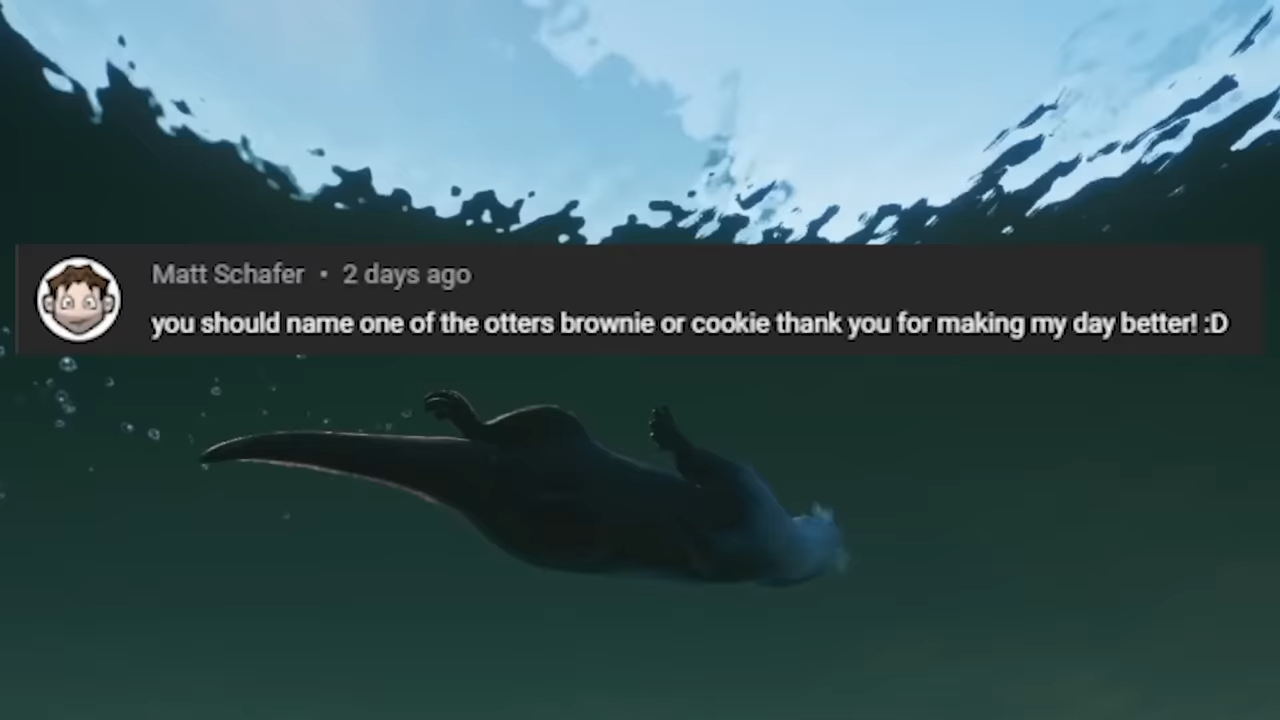 Matt Schafer • 2 days ago
you should name one of the otters brownie or cookie thank you for making my day better! :D